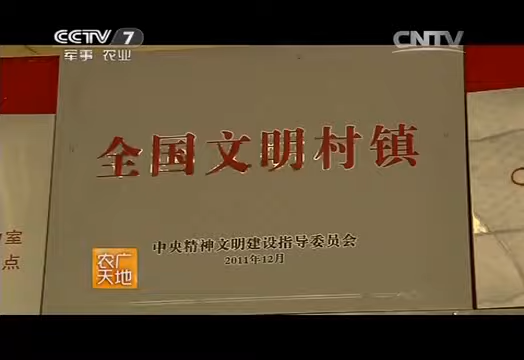 CCTV 7
军事 农业
CNTV
全国文明村镇
中央精神文明建设指导委员会
2011年12月
室
点
农广
天地